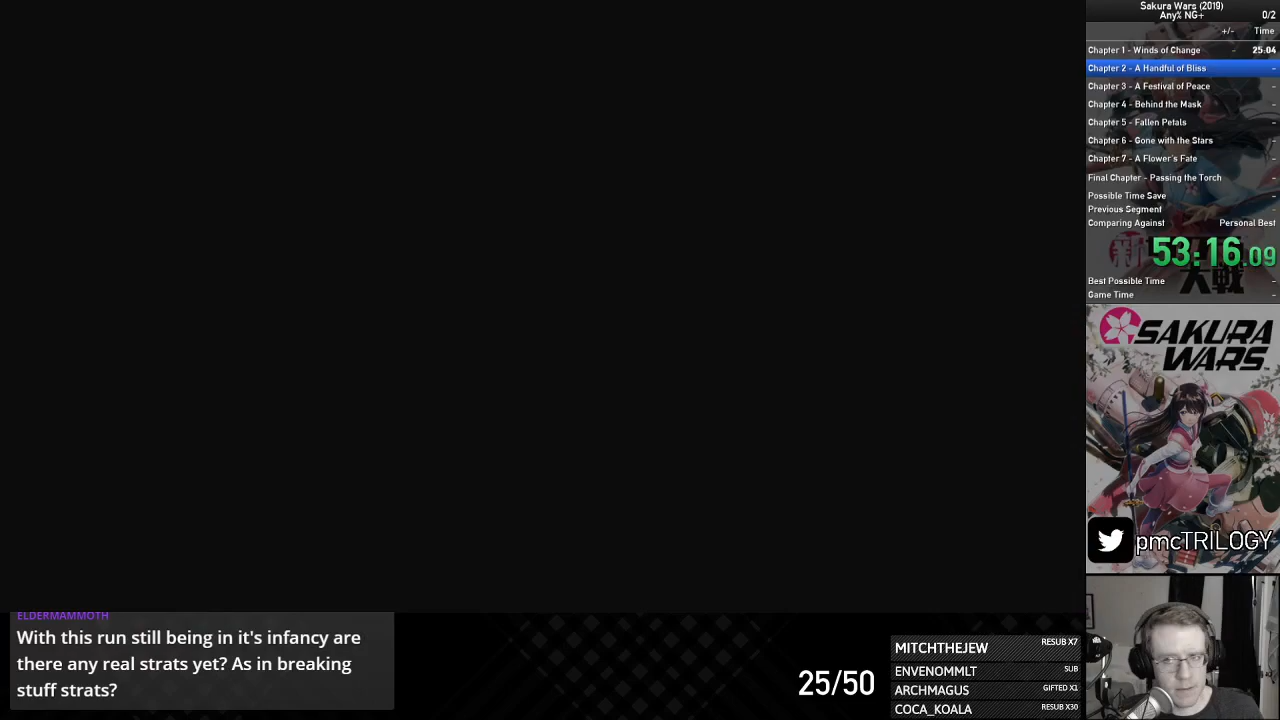 Sakura Wars (2019)
Any% NG+ 0/2
+/- Time
Chapter 1 - Winds of Change - 25:04
Chapter 2 - A Handful of Bliss -
Chapter 3 - A Festival of Peace -
Chapter 4 - Behind the Mask -
Chapter 5 - Fallen Petals -
Chapter 6 - Gone with the Stars -
Chapter 7 - A Flower's Fate -
Final Chapter - Passing the Torch -
Possible Time Save -
Previous Segment -
Comparing Against Personal Best
53:16.09
Best Possible Time -
Game Time -
SAKURA
WARS
pmcTRILOGY
ELDERMAMMOTH
With this run still being in it's infancy are
there any real strats yet? As in breaking
stuff strats?
25/50
MITCHTHEJEW RESUB X7
ENVENOMMLT SUB
ARCHMAGUS GIFTED X1
COCA_KOALA RESUB X30